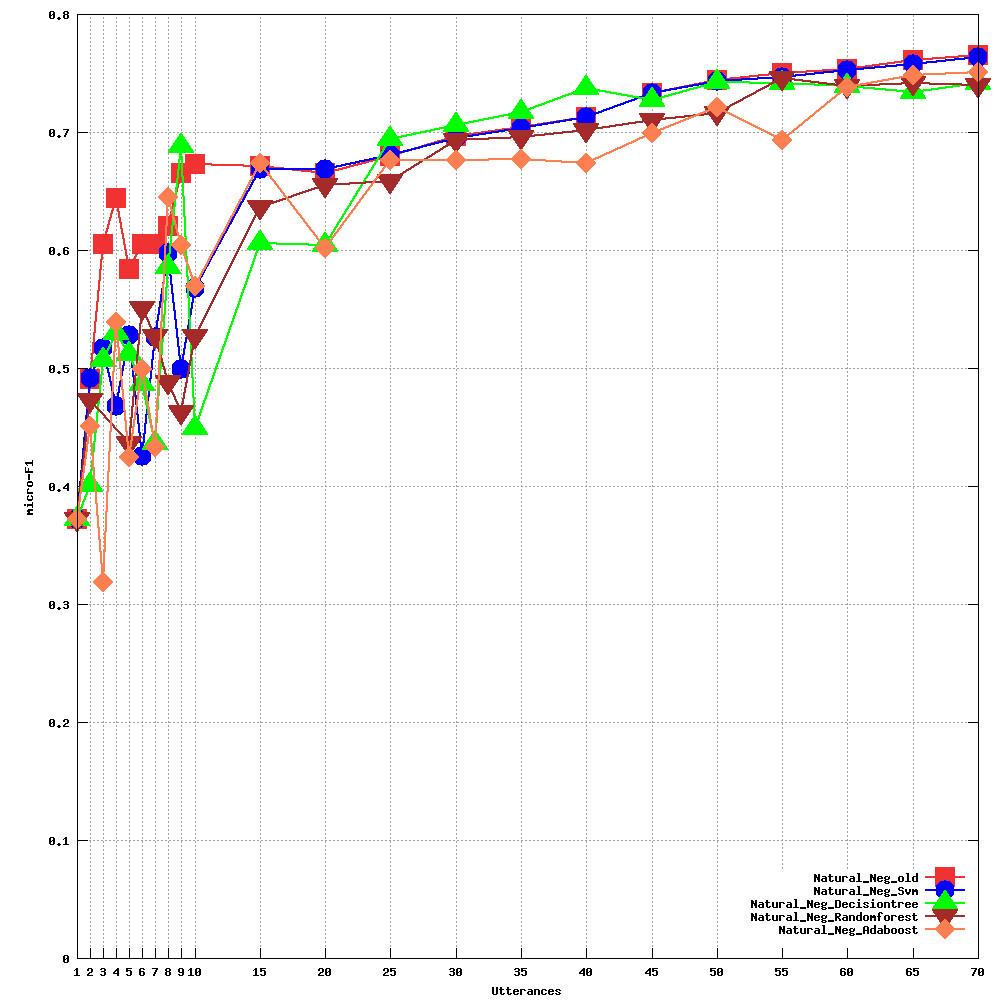 0.8
0.7
0.6
0.5
0.4
0.3
0.2
0.1
0
micro-F1
Natural_Neg_old
Natural_Neg_Svm
Natural_Neg_Decisiontree
Natural_Neg_Randomforest
Natural_Neg_Adaboost
1 2 3 4 5 6 7 8 9 10 15 20 25 30 35 40 45 50 55 60 65 70
Utterances